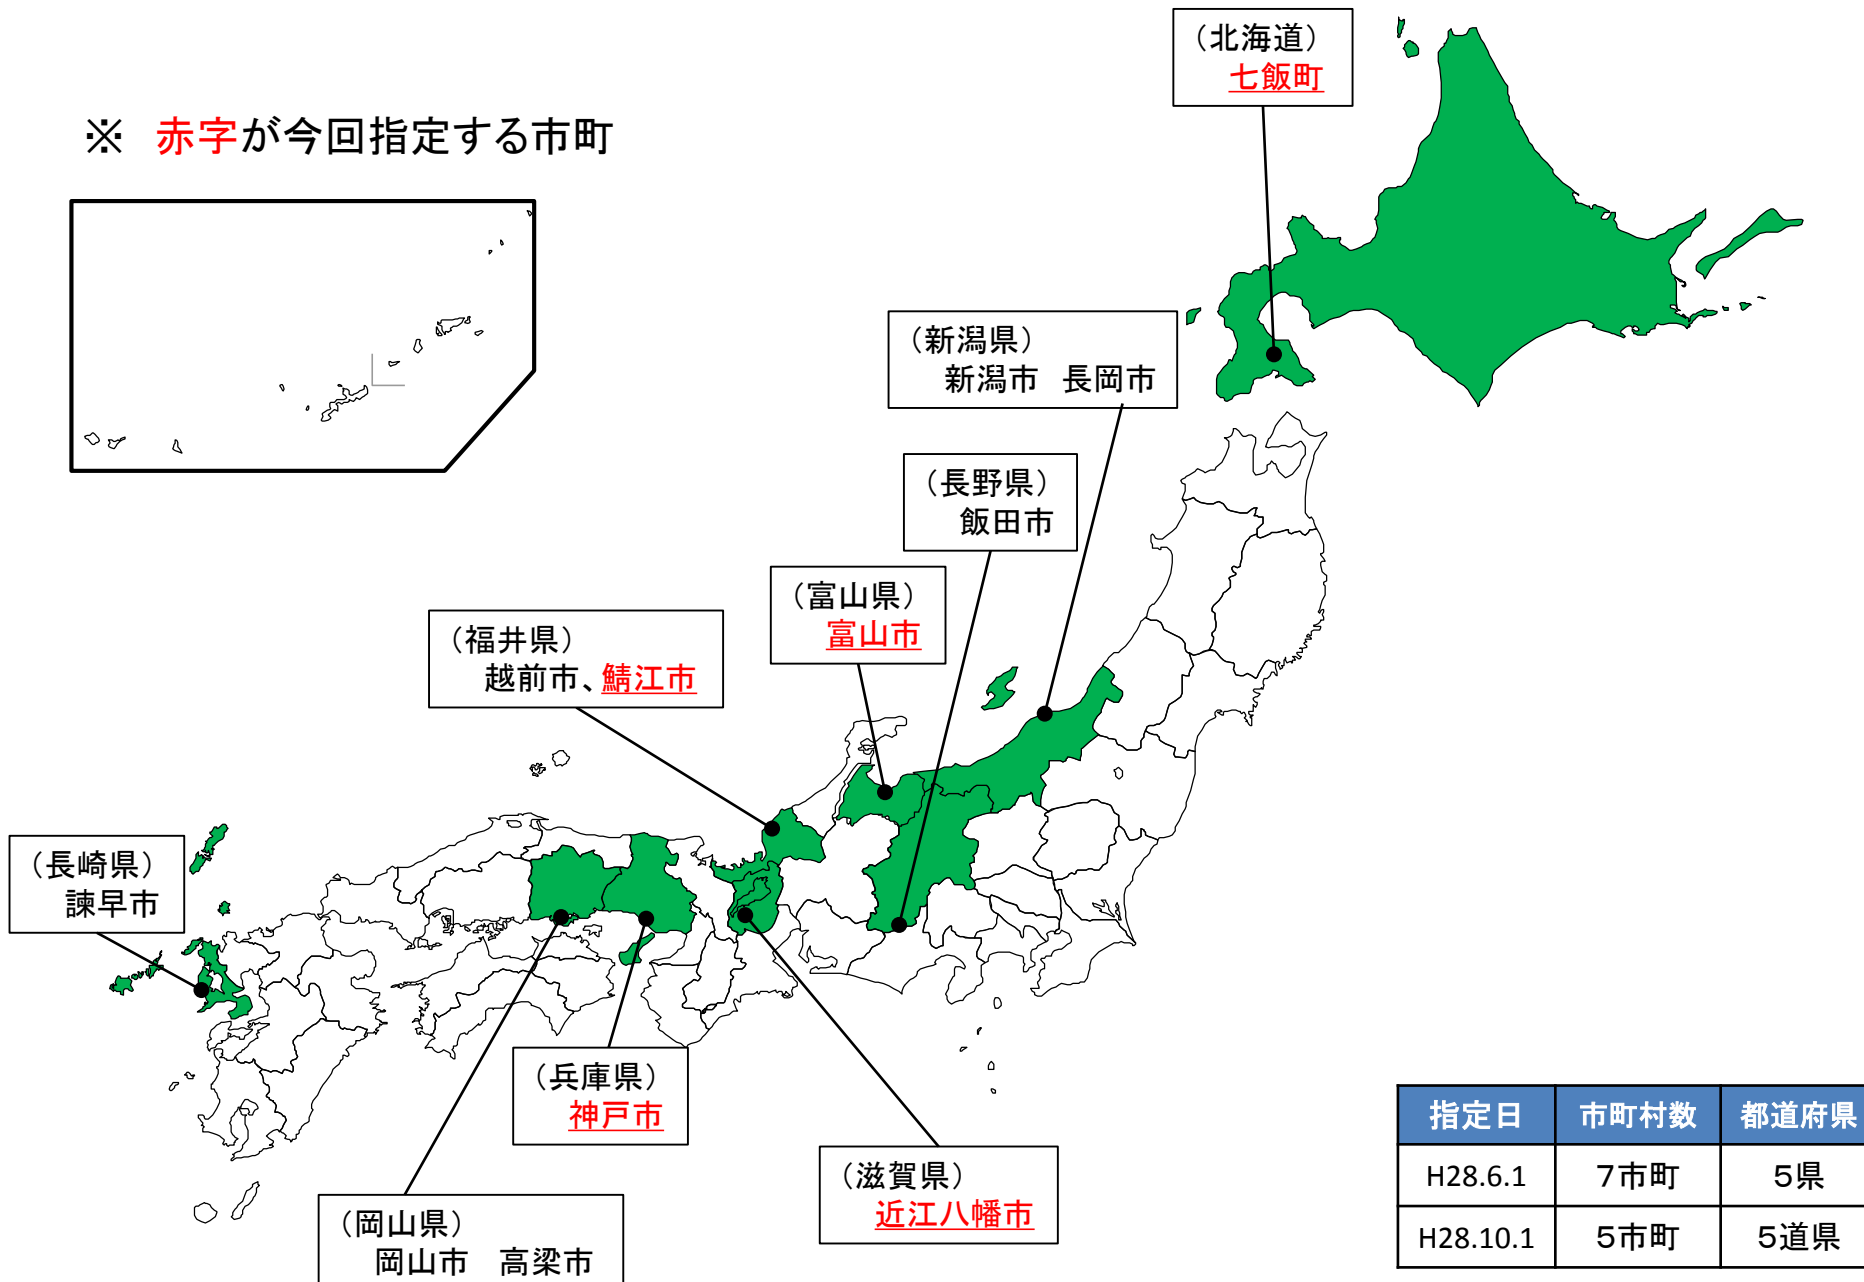 ※　赤字が今回指定する市町
（北海道）
七飯町
（新潟県）
新潟市　長岡市
（長野県）
飯田市
（富山県）
富山市
（福井県）
越前市、鯖江市
（長崎県）
諫早市
（兵庫県）
神戸市
（滋賀県）
近江八幡市
（岡山県）
岡山市　高梁市
指定日　市町村数　都道府県
H28.6.1　7市町　5県
H28.10.1　5市町　5道県